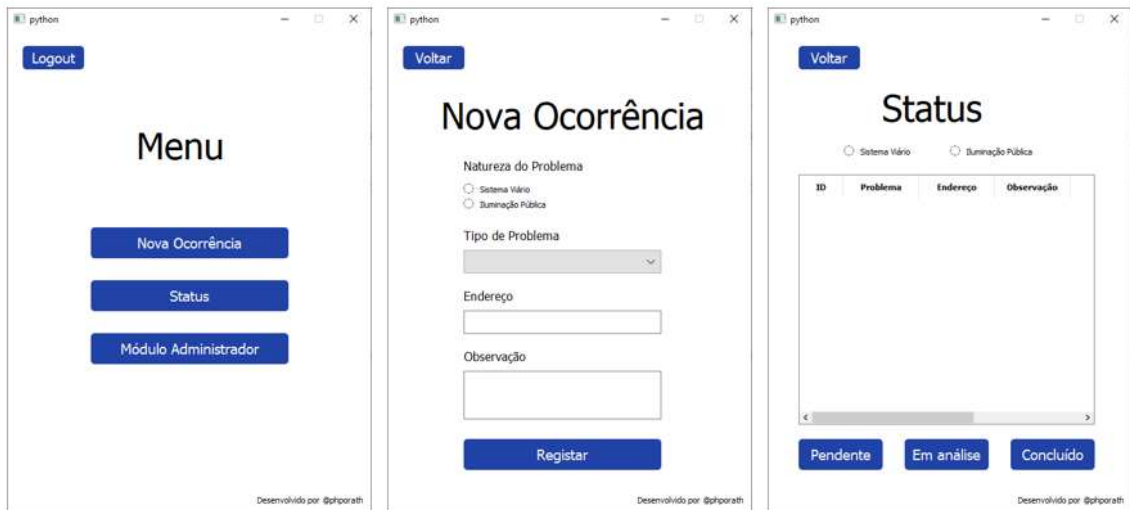 python
Logout
Menu
Nova Ocorrência
Status
Módulo Administrador
Desenvolvido por @phporath
python
Voltar
Nova Ocorrência
Natureza do Problema
Sistema Viário
Iluminação Pública
Tipo de Problema
Endereço
Observação
Registar
Desenvolvido por @phporath
python
Voltar
Status
Sistema Viário Iluminação Pública
ID Problema Endereço Observação
Pendente Em análise Concluído
Desenvolvido por @phporath